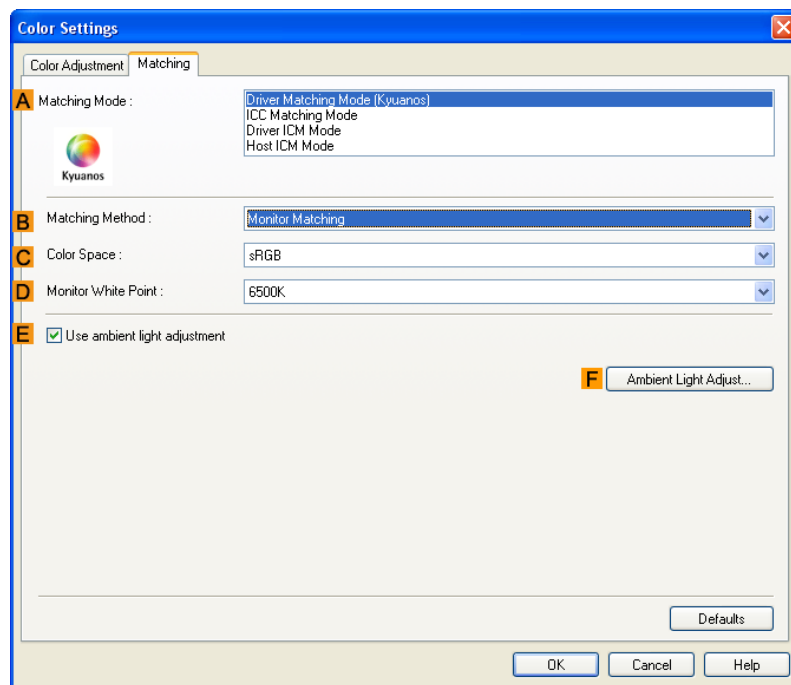 Color Settings
Color Adjustment Matching
A Matching Mode :
Driver Matching Mode (Kyuanos)
ICC Matching Mode
Driver ICM Mode
Host ICM Mode
Kyuanos
B Matching Method : Monitor Matching
C Color Space : sRGB
D Monitor White Point : 6500K
E Use ambient light adjustment
F Ambient Light Adjust...
Defaults
OK Cancel Help